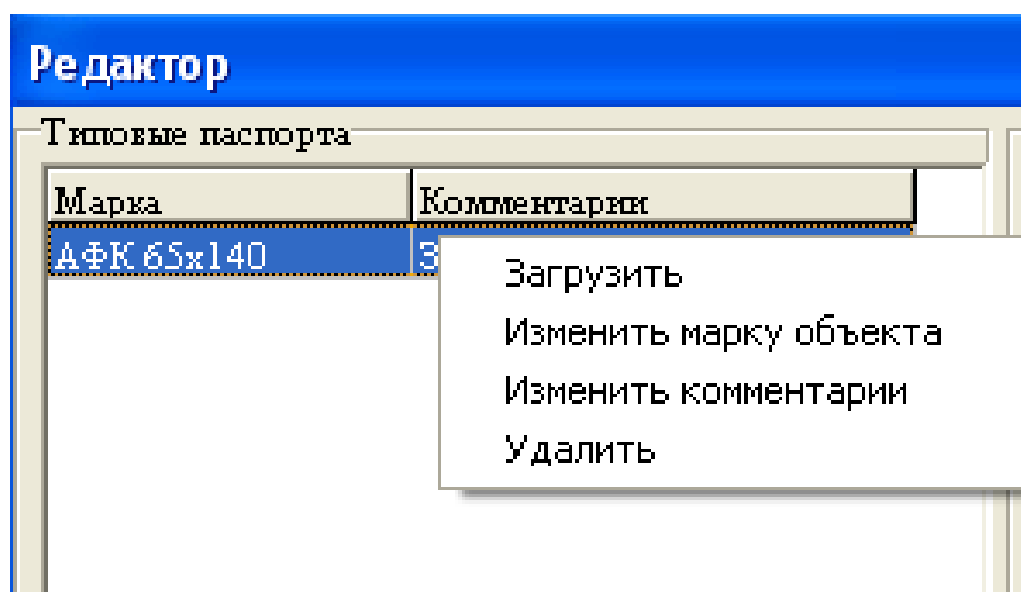 Редактор
Типовые паспорта
Марка Комментарии
АФК 65x140
Загрузить
Изменить марку объекта
Изменить комментарии
Удалить